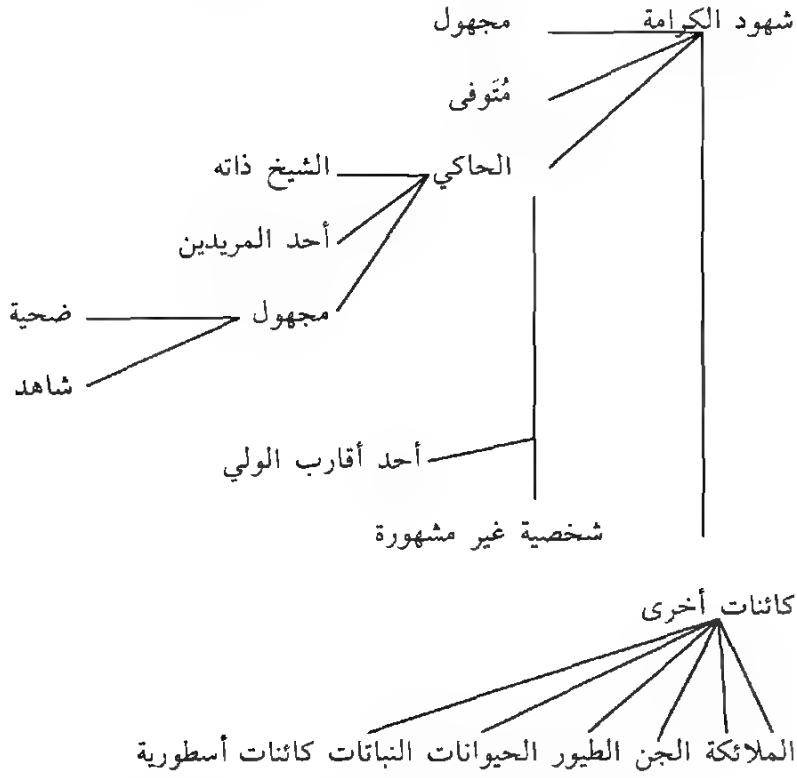 شهود الكرامة مجهول
مُتَوفى
الحاكي الشيخ ذاته
أحد المريدين
مجهول ضحية
شاهد
أحد أقارب الولي
شخصية غير مشهورة
كائنات أخرى
الملائكة الجن الطيور الحيوانات النباتات كائنات أسطورية